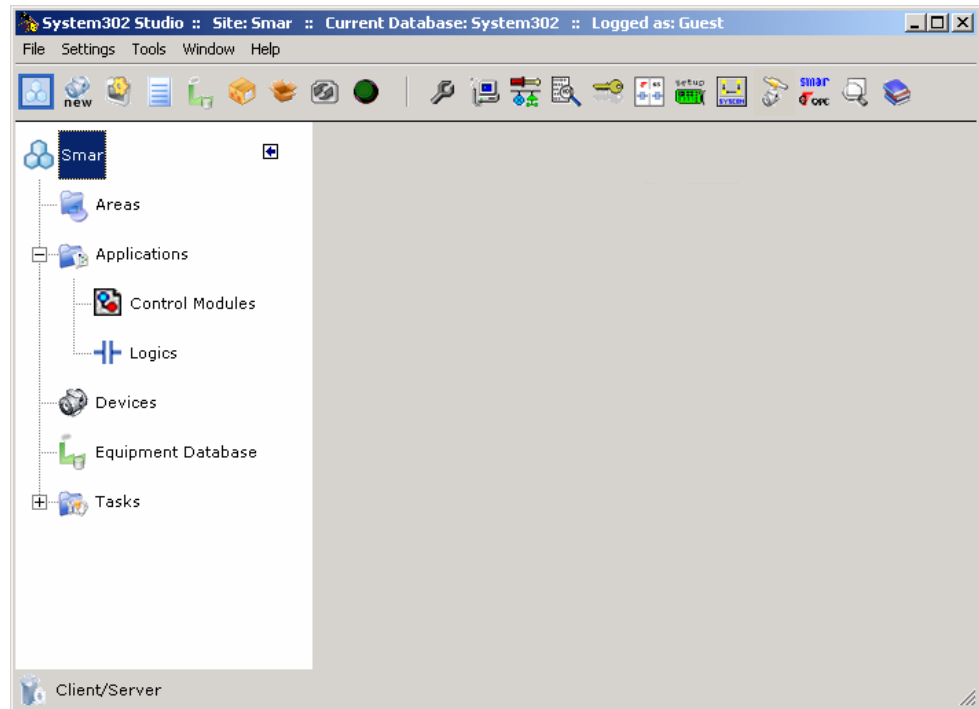 System302 Studio :: Site: Smar :: Current Database: System302 :: Logged as: Guest
File Settings Tools Window Help
new
setup
SYSTEM
smar
OPC
Smar
Areas
Applications
Control Modules
Logics
Devices
Equipment Database
Tasks
Client/Server